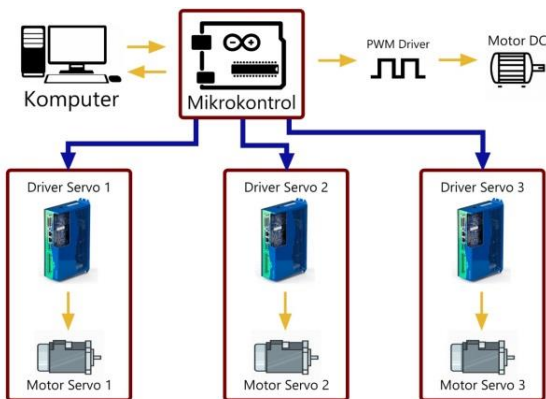 PWM Driver
Motor DC
Komputer
Mikrokontrol
Driver Servo 1
Driver Servo 2
Driver Servo 3
Motor Servo 1
Motor Servo 2
Motor Servo 3